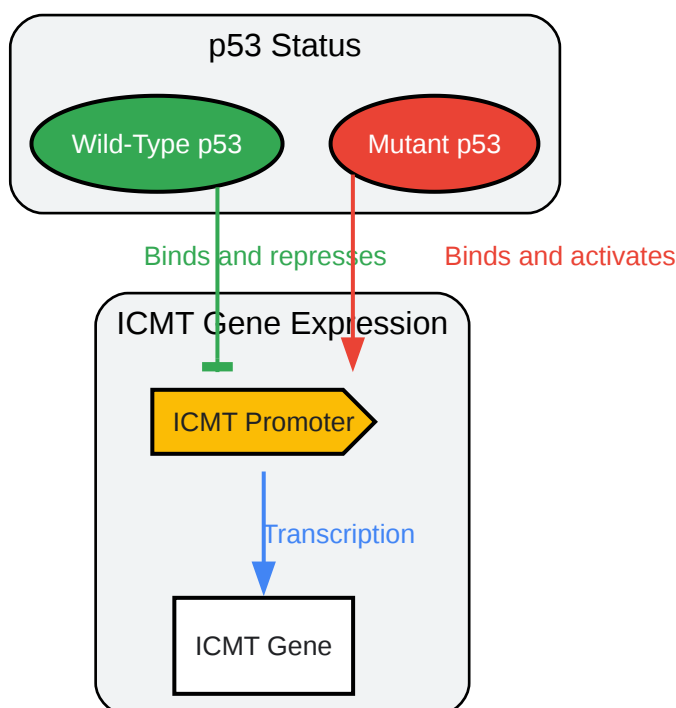 p53 Status
Wild-Type p53
Mutant p53
Binds and represses
Binds and activates
ICMT Gene Expression
ICMT Promoter
Transcription
ICMT Gene